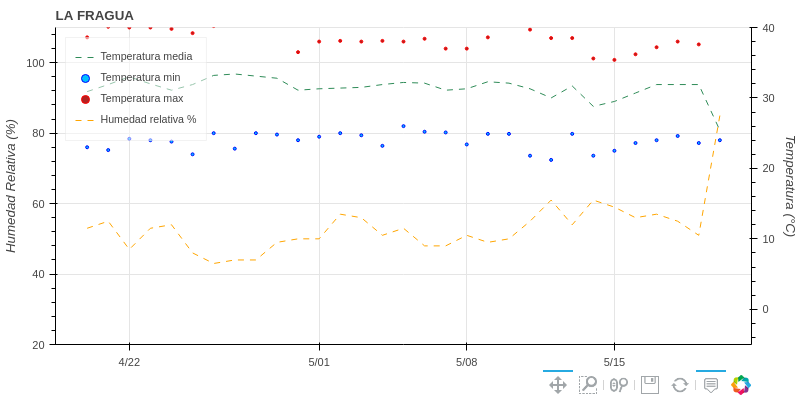 LA FRAGUA
Temperatura media
Temperatura min
Temperatura max
Humedad relativa %
Humedad Relativa (%)
100
80
60
40
20
Temperatura (°C)
40
30
20
10
0
4/22
5/01
5/08
5/15